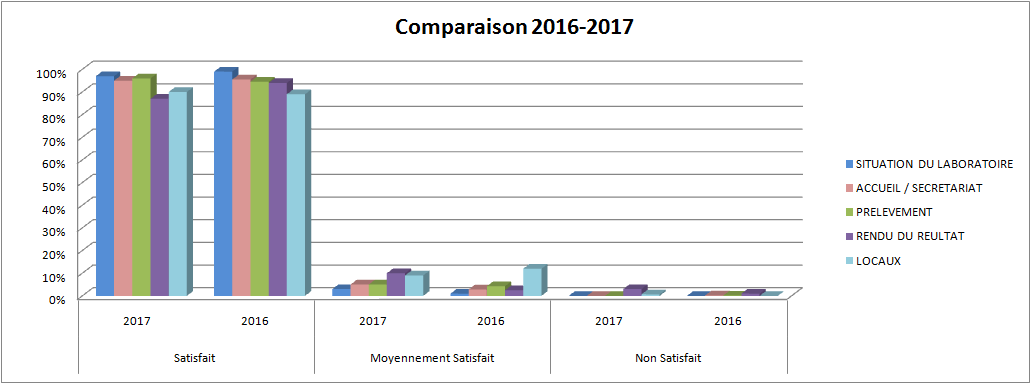 Comparaison 2016-2017
100%
90%
80%
70%
60%
50%
40%
30%
20%
10%
0%
2017 2016 2017 2016 2017 2016
Satisfait Moyennement Satisfait Non Satisfait
SITUATION DU LABORATOIRE
ACCUEIL / SECRETARIAT
PRELEVEMENT
RENDU DU REULTAT
LOCAUX